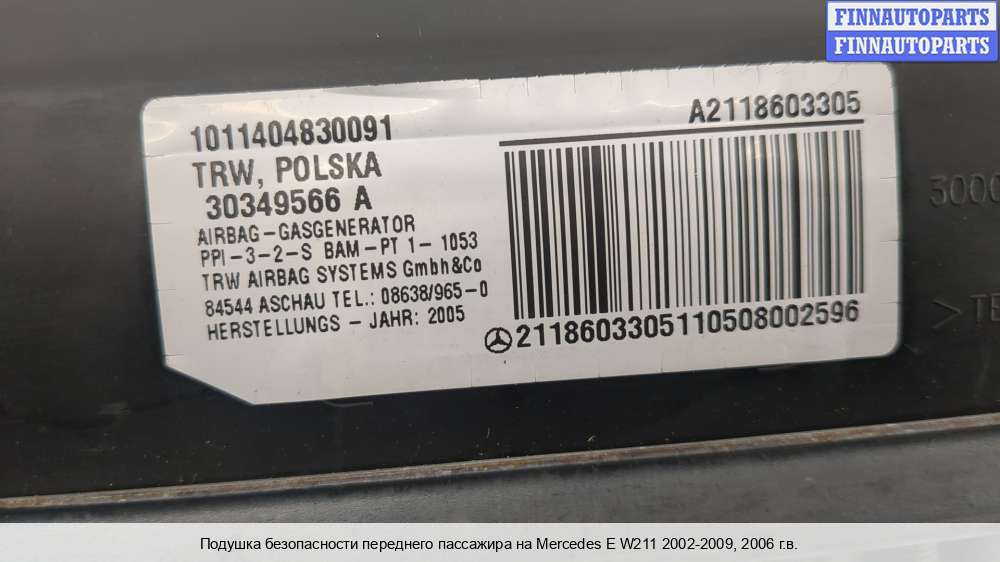 FINNAUTOPARTS
FINNAUTOPARTS
1011404830091
TRW, POLSKA
30349566 A
AIRBAG-GASGENERATOR
PPI-3-2-S BAM-PT 1- 1053
TRW AIRBAG SYSTEMS Gmbh&Co
84544 ASCHAU TEL.: 08638/965-0
HERSTELLUNGS - JAHR: 2005
A2118603305
2118603305110508002596
Подушка безопасности переднего пассажира на Mercedes E W211 2002-2009, 2006 г.в.